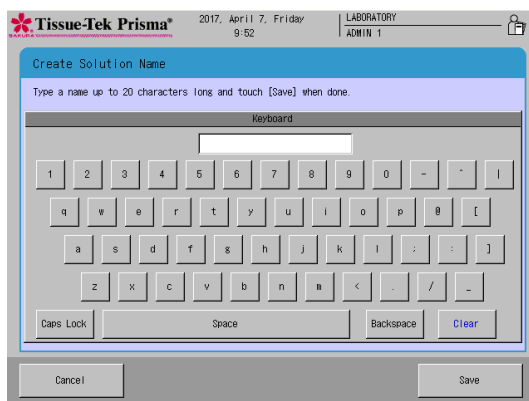 SAKURA Tissue-Tek Prisma® 2017, April 7, Friday LABORATORY
9:52 ADMIN 1
Create Solution Name
Type a name up to 20 characters long and touch [Save] when done.
Keyboard
1 2 3 4 5 6 7 8 9 0 - ^ |
q w e r t y u i o p @ [
a s d f g h j k l ; : ]
z x c v b n m < . / _
Caps Lock Space Backspace Clear
Cancel Save